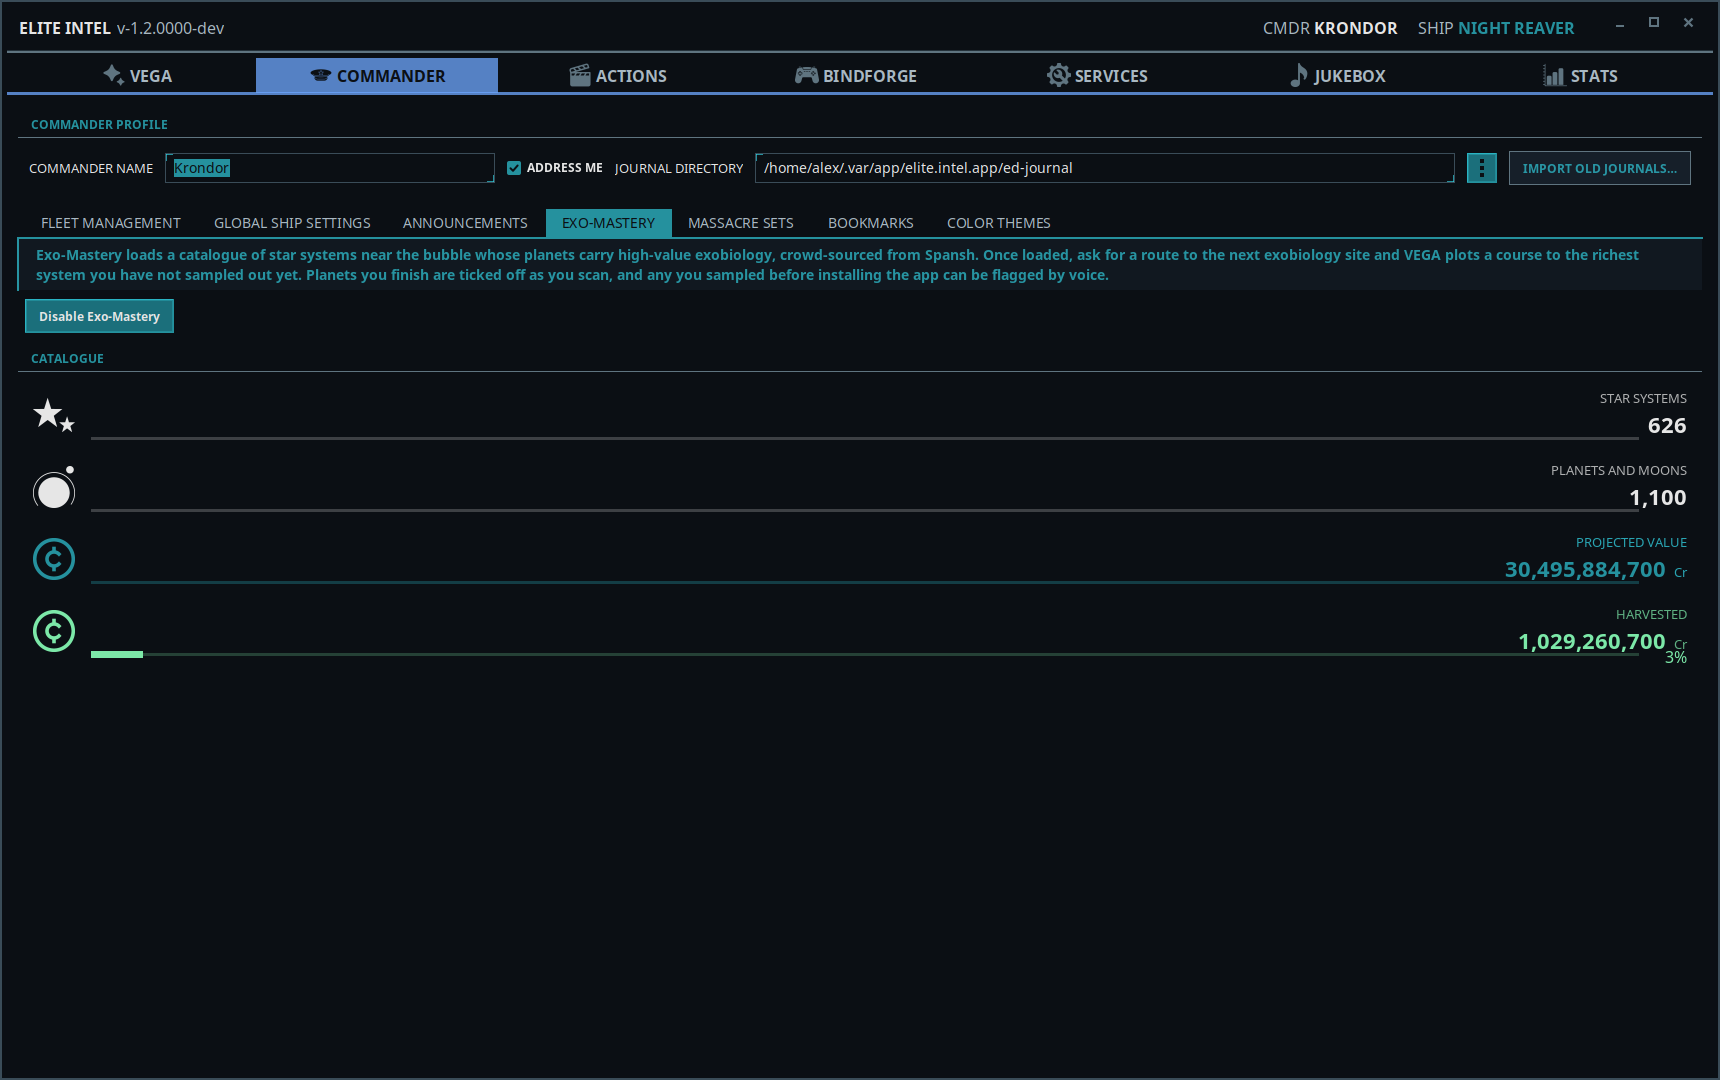 ELITE INTEL v-1.2.0000-dev
CMDR KRONDOR SHIP NIGHT REAVER
VEGA COMMANDER ACTIONS BINDFORGE SERVICES JUKEBOX STATS
COMMANDER PROFILE
COMMANDER NAME Krondor ADDRESS ME JOURNAL DIRECTORY /home/alex/.var/app/elite.intel.app/ed-journal IMPORT OLD JOURNALS...
FLEET MANAGEMENT GLOBAL SHIP SETTINGS ANNOUNCEMENTS EXO-MASTERY MASSACRE SETS BOOKMARKS COLOR THEMES
Exo-Mastery loads a catalogue of star systems near the bubble whose planets carry high-value exobiology, crowd-sourced from Spansh. Once loaded, ask for a route to the next exobiology site and VEGA plots a course to the richest
system you have not sampled out yet. Planets you finish are ticked off as you scan, and any you sampled before installing the app can be flagged by voice.
Disable Exo-Mastery
CATALOGUE
STAR SYSTEMS
626
PLANETS AND MOONS
1,100
PROJECTED VALUE
30,495,884,700 Cr
HARVESTED
1,029,260,700 Cr
3%